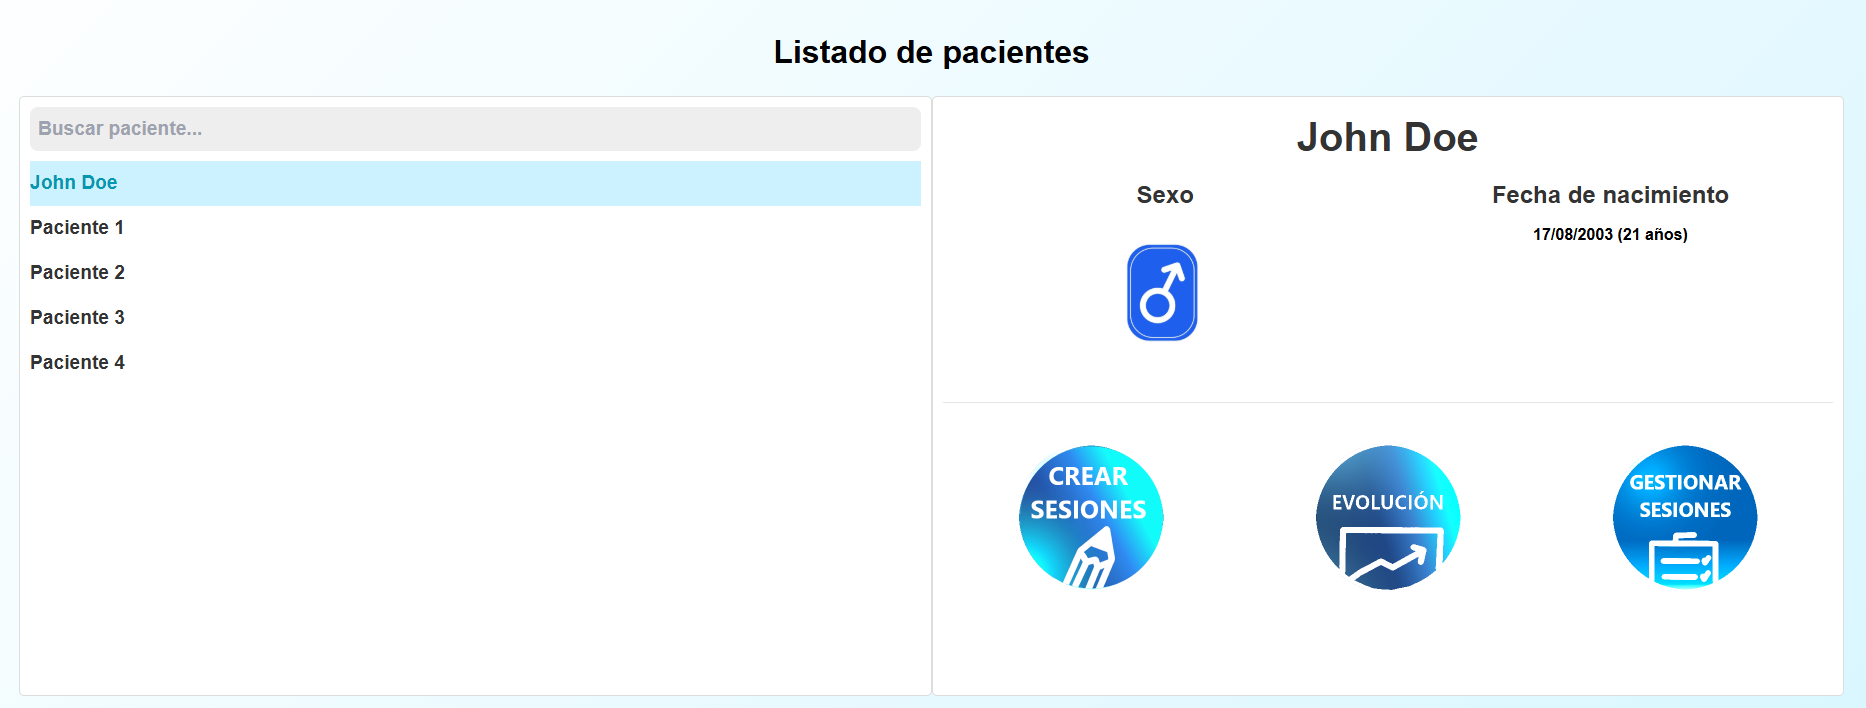 Listado de pacientes
Buscar paciente...
John Doe
Paciente 1
Paciente 2
Paciente 3
Paciente 4
John Doe
Sexo
Fecha de nacimiento
17/08/2003 (21 años)
CREAR
SESIONES
EVOLUCIÓN
GESTIONAR
SESIONES